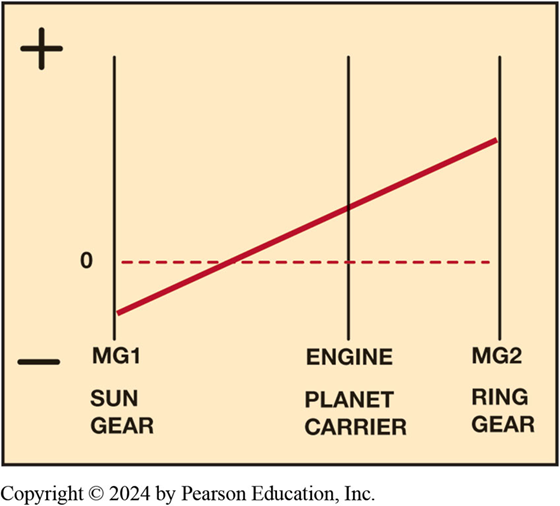 +
0
−
MG1 ENGINE MG2
SUN PLANET RING
GEAR CARRIER GEAR
Copyright © 2024 by Pearson Education, Inc.